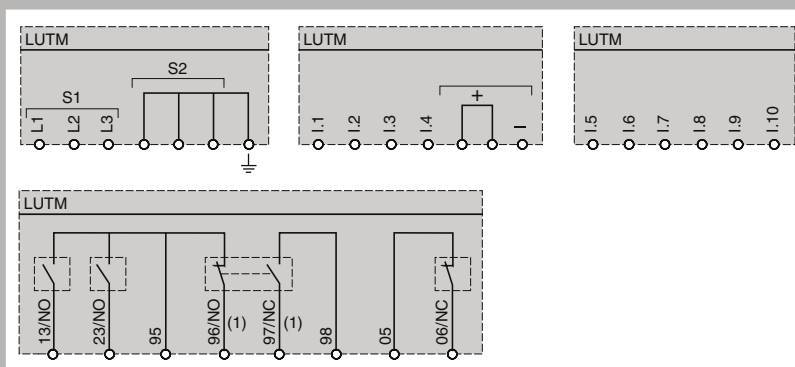 LUTM
S2
S1
L1 L2 L3
LUTM
+
I.1 I.2 I.3 I.4 –
LUTM
I.5 I.6 I.7 I.8 I.9 I.10
LUTM
13/NO 23/NO 95 96/NO (1) 97/NC (1) 98 05 06/NC